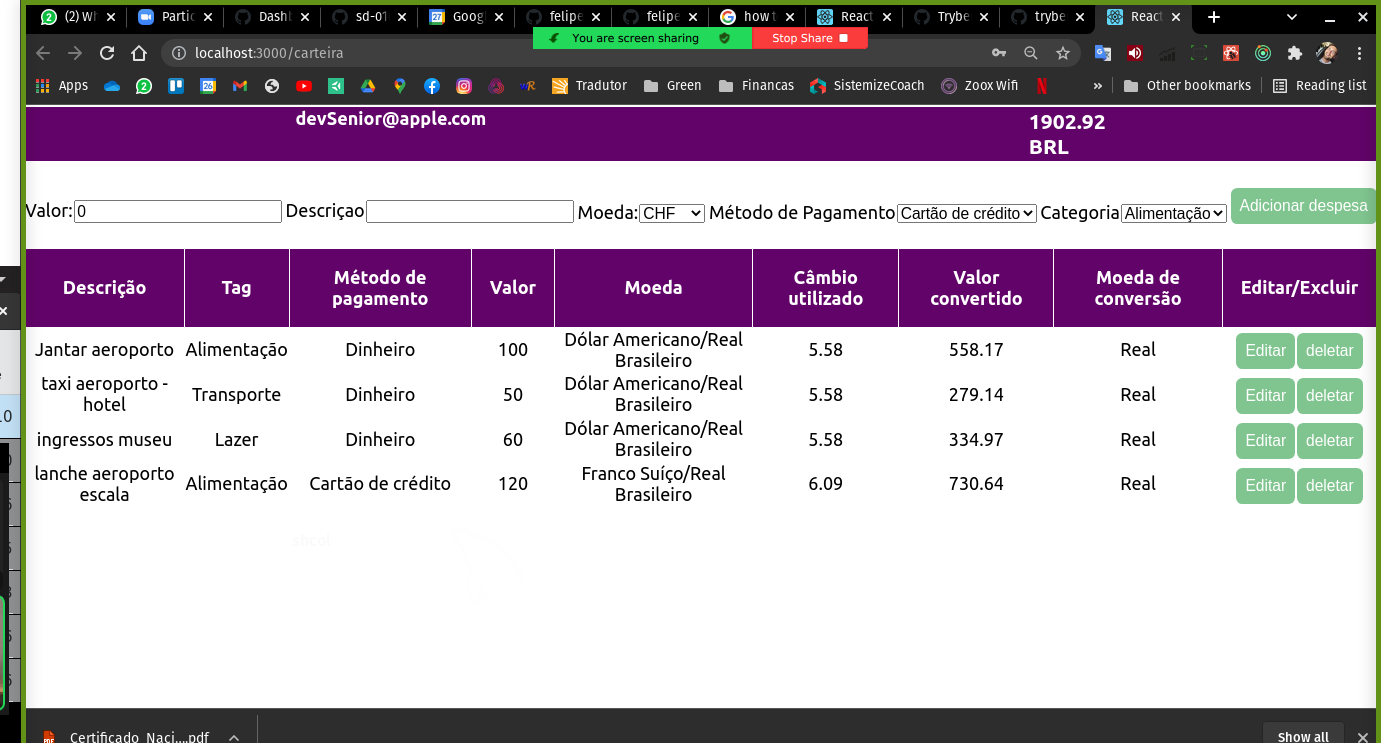 (2) Wh
Partic
Dashb
sd-01
Googl
felipe
felipe
how t
React
Trybe
trybe
React
You are screen sharing
Stop Share
localhost:3000/carteira
Apps
Tradutor
Green
Financas
SistemizeCoach
Zoox Wifi
»
Other bookmarks
Reading list
devSenior@apple.com
1902.92
BRL
Valor: 0 Descriçao Moeda: CHF Método de Pagamento Cartão de crédito Categoria Alimentação Adicionar despesa
Descrição Tag Método de pagamento Valor Moeda Câmbio utilizado Valor convertido Moeda de conversão Editar/Excluir
Jantar aeroporto Alimentação Dinheiro 100 Dólar Americano/Real Brasileiro 5.58 558.17 Real Editar deletar
taxi aeroporto - hotel Transporte Dinheiro 50 Dólar Americano/Real Brasileiro 5.58 279.14 Real Editar deletar
ingressos museu Lazer Dinheiro 60 Dólar Americano/Real Brasileiro 5.58 334.97 Real Editar deletar
lanche aeroporto escala Alimentação Cartão de crédito 120 Franco Suíço/Real Brasileiro 6.09 730.64 Real Editar deletar
Certificado_Naci....pdf
Show all